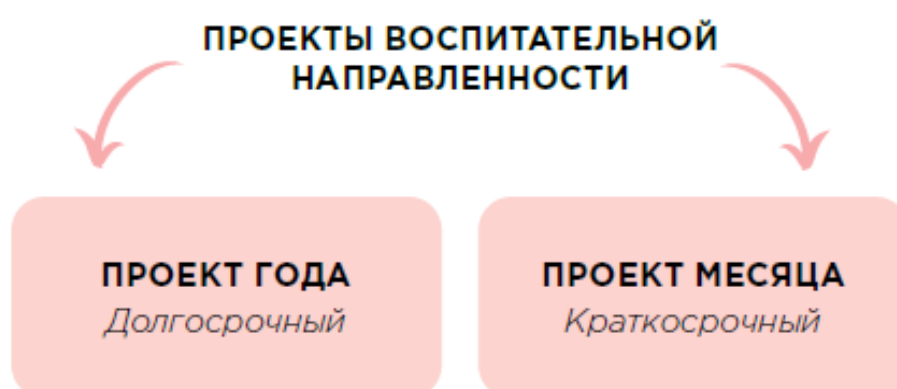 ПРОЕКТЫ ВОСПИТАТЕЛЬНОЙ
НАПРАВЛЕННОСТИ
ПРОЕКТ ГОДА
Долгосрочный
ПРОЕКТ МЕСЯЦА
Краткосрочный